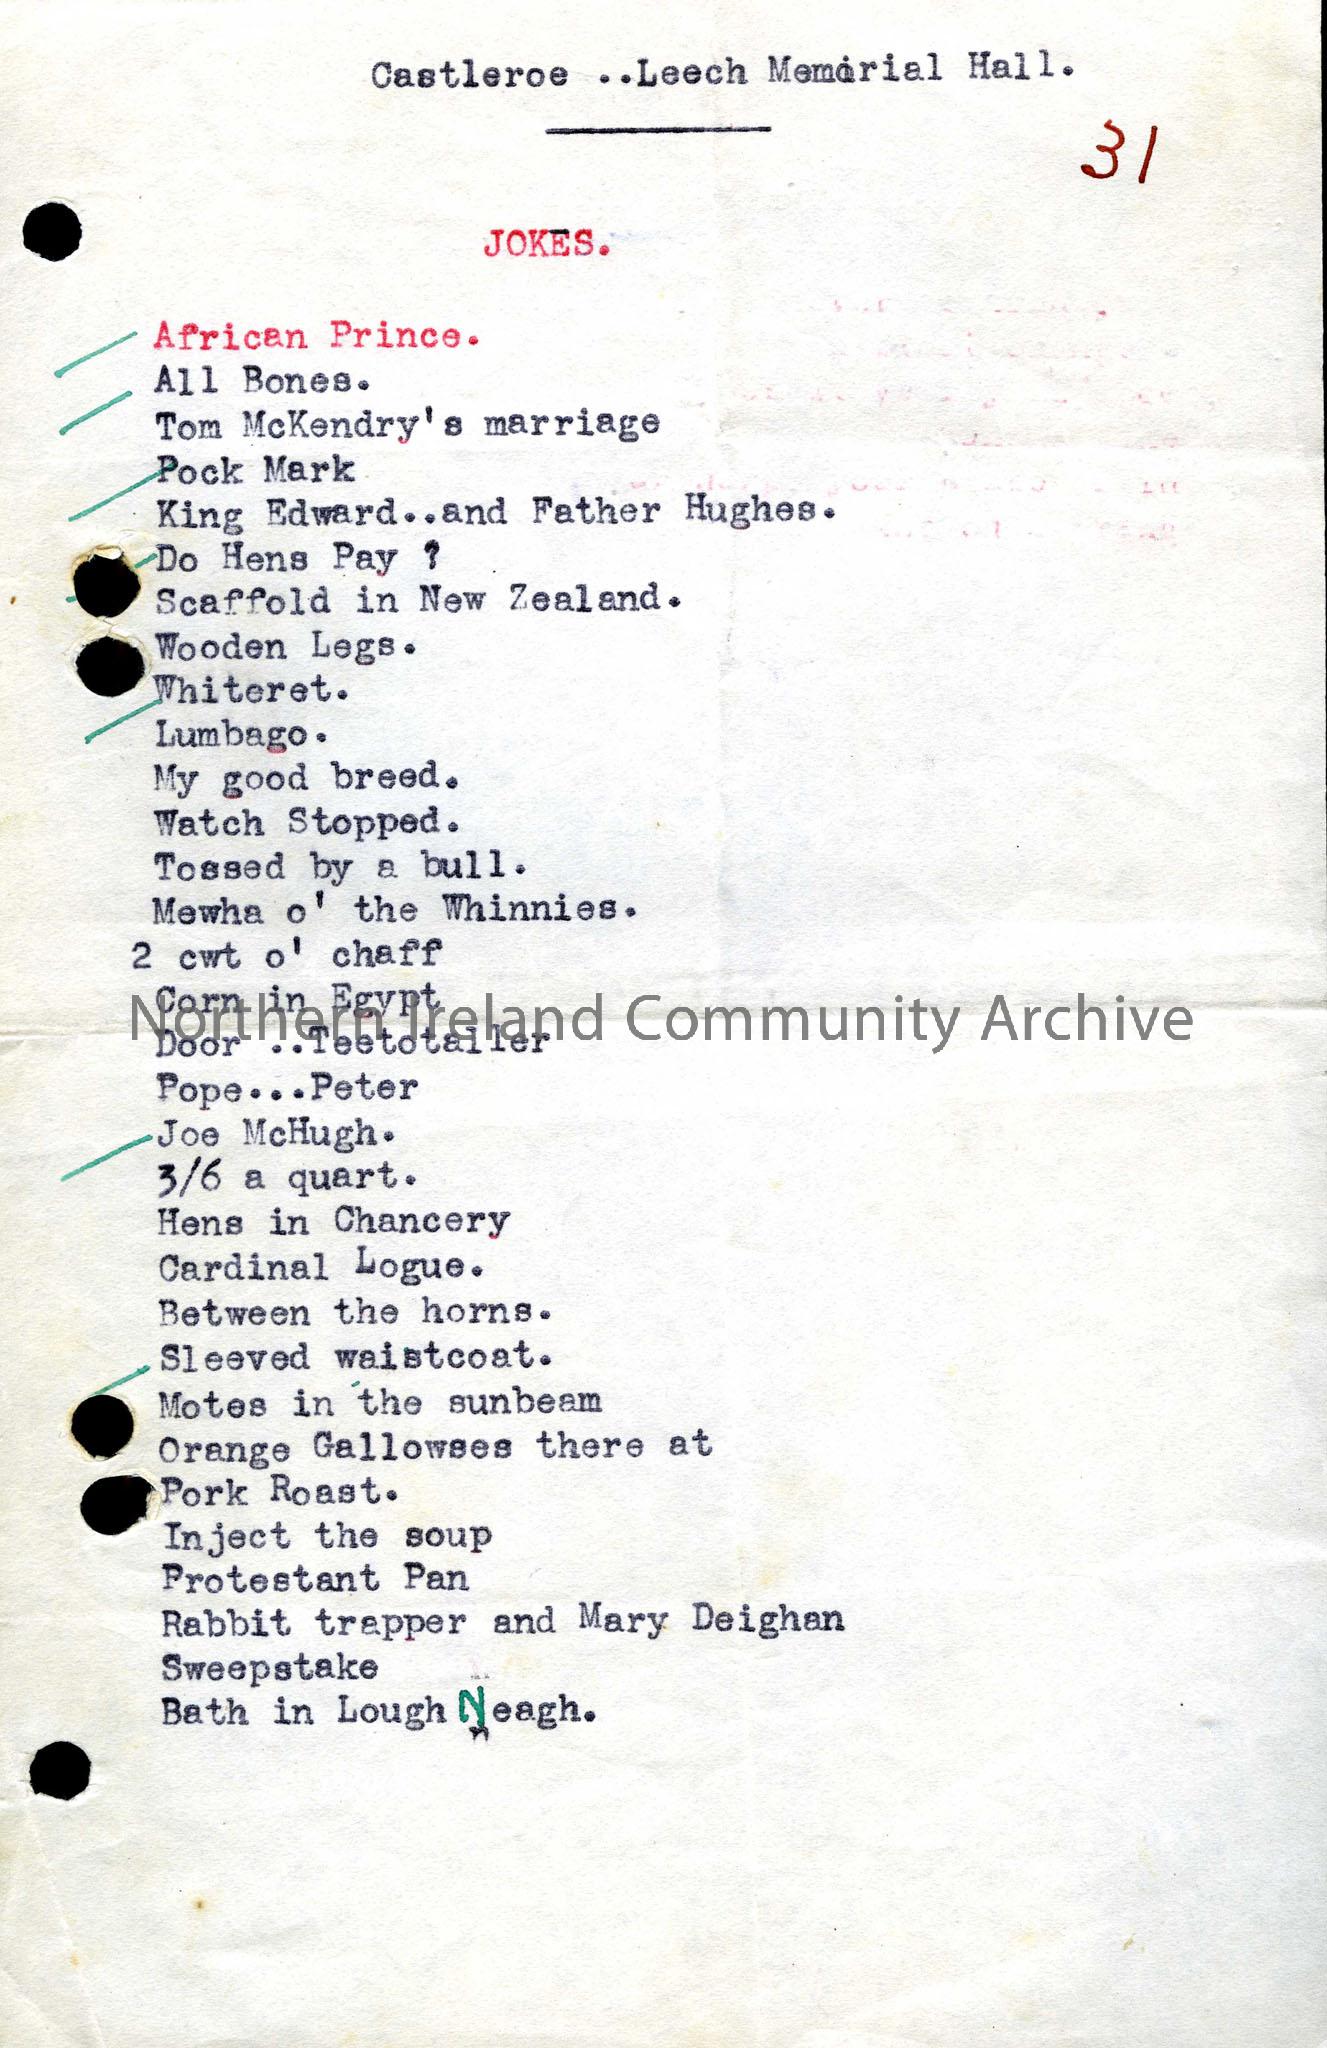 Castleroe ..Leech Memorial Hall.
31
JOKES.
African Prince.
All Bones.
Tom McKendry's marriage
Pock Mark
King Edward..and Father Hughes.
Do Hens Pay ?
Scaffold in New Zealand.
Wooden Legs.
Whiteret.
Lumbago.
My good breed.
Watch Stopped.
Tossed by a bull.
Mewha o' the Whinnies.
2 cwt o' chaff
Corn in Egypt
Northern Ireland Community Archive
Door ..Teetotaller
Pope...Peter
Joe McHugh.
3/6 a quart.
Hens in Chancery
Cardinal Logue.
Between the horns.
Sleeved waistcoat.
Motes in the sunbeam
Orange Gallowses there at
Pork Roast.
Inject the soup
Protestant Pan
Rabbit trapper and Mary Deighan
Sweepstake
Bath in Lough Neagh.